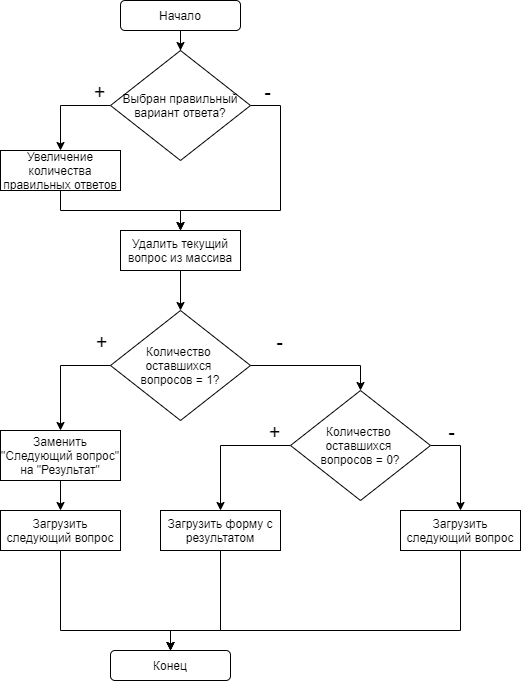 Начало
+
-
Выбран правильный
вариант ответа?
Увеличение
количества
правильных ответов
Удалить текущий
вопрос из массива
+
-
Количество
оставшихся
вопросов = 1?
Заменить
"Следующий вопрос"
на "Результат"
+
-
Количество
оставшихся
вопросов = 0?
Загрузить
следующий вопрос
Загрузить форму с
результатом
Загрузить
следующий вопрос
Конец